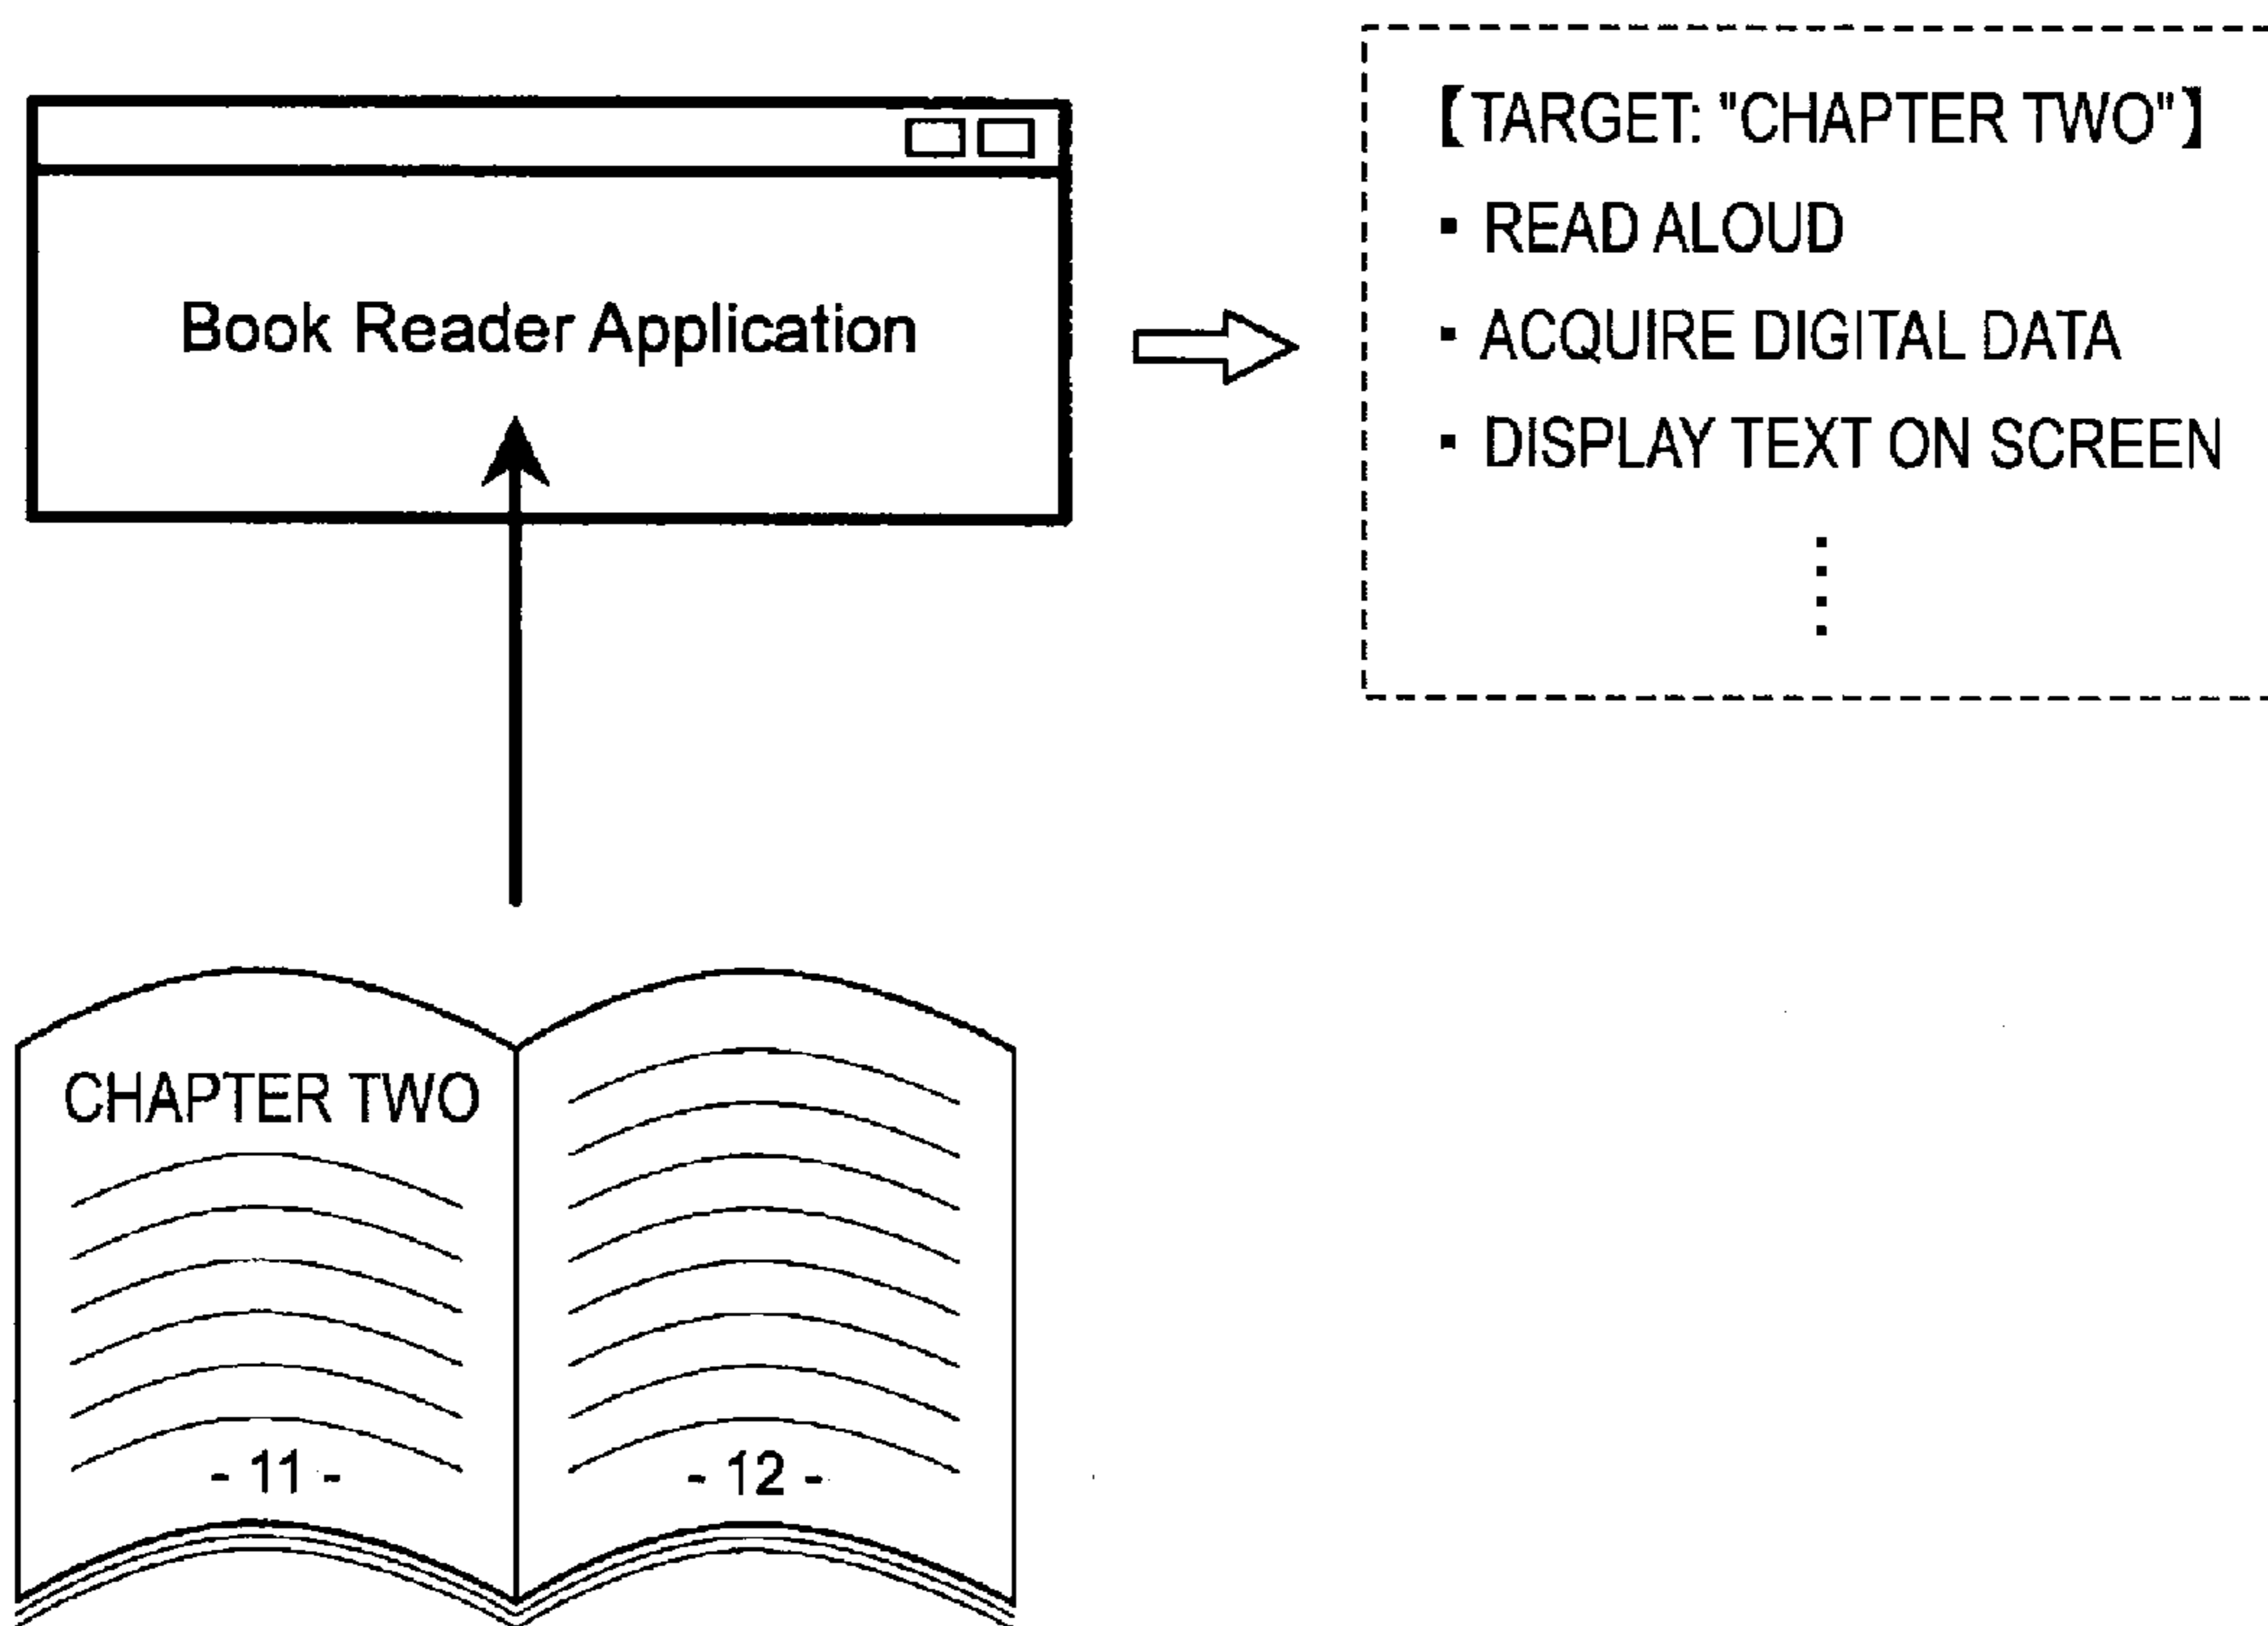 Book Reader Application
【TARGET: "CHAPTER TWO"】
▪ READ ALOUD
▪ ACQUIRE DIGITAL DATA
▪ DISPLAY TEXT ON SCREEN
CHAPTER TWO
- 11 -
- 12 -